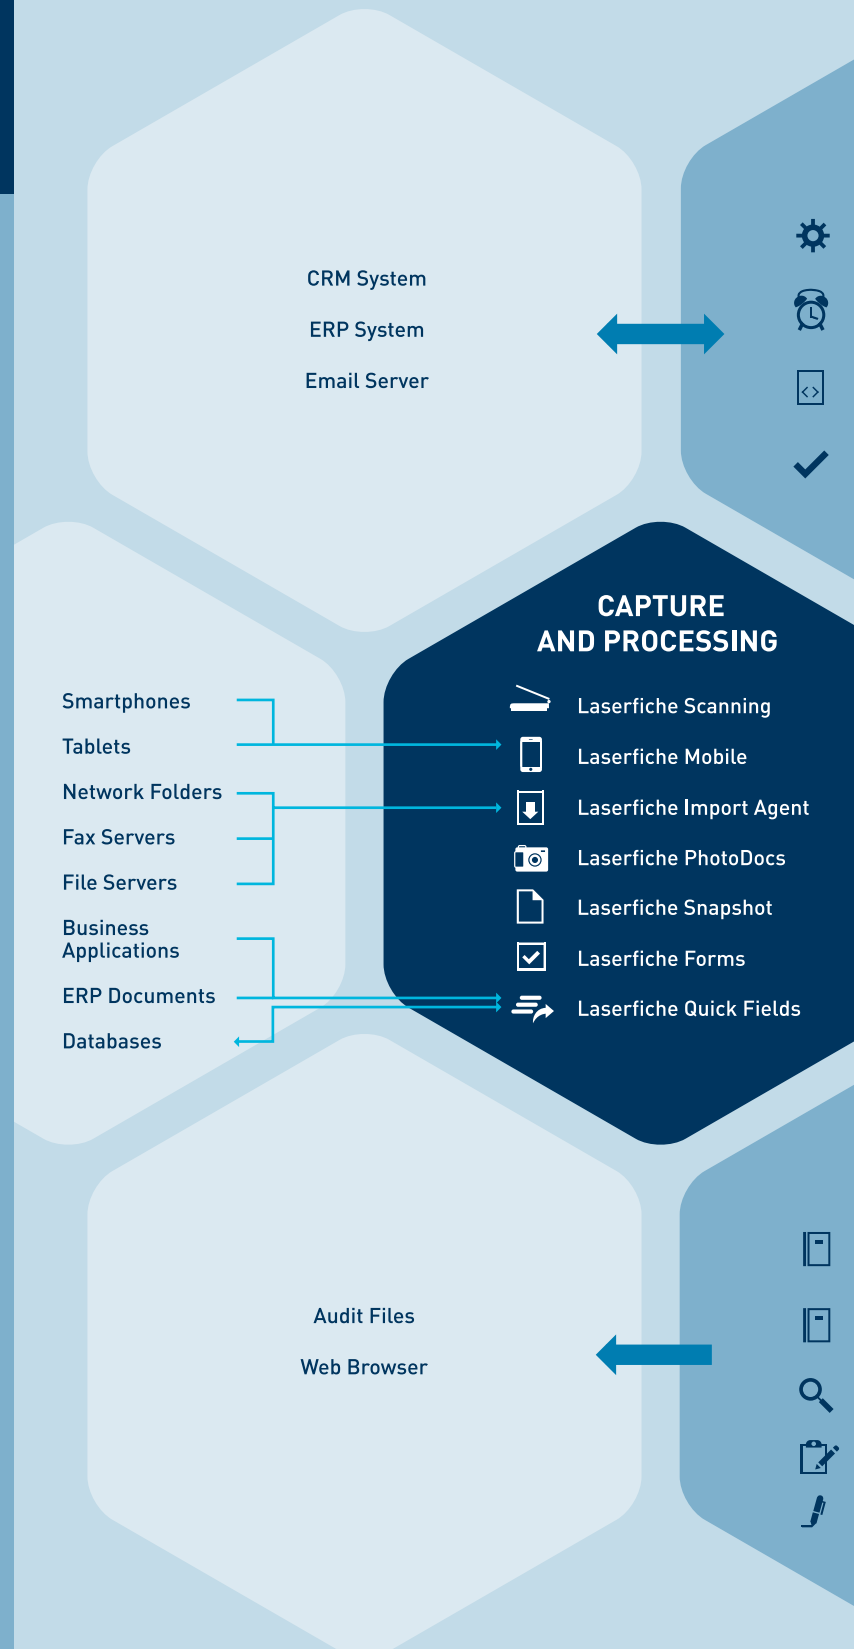 CRM System
ERP System
Email Server
CAPTURE
AND PROCESSING
Smartphones
Tablets
Network Folders
Fax Servers
File Servers
Business
Applications
ERP Documents
Databases
Laserfiche Scanning
Laserfiche Mobile
Laserfiche Import Agent
Laserfiche PhotoDocs
Laserfiche Snapshot
Laserfiche Forms
Laserfiche Quick Fields
Audit Files
Web Browser